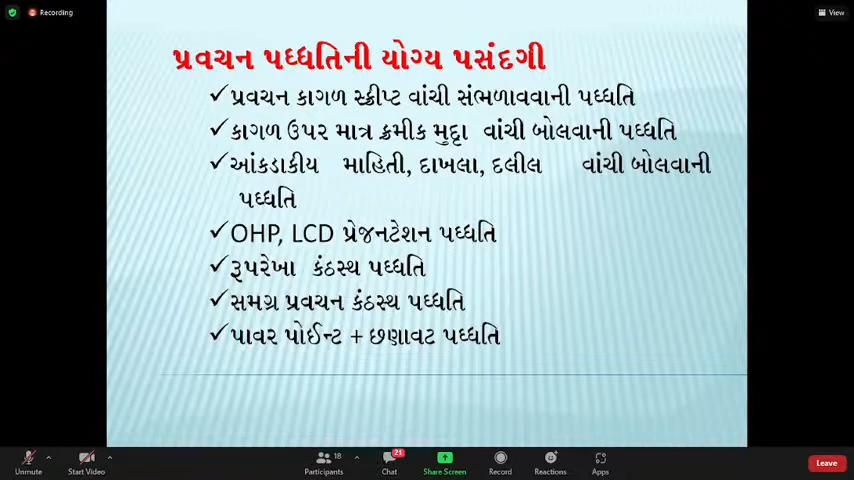 Recording
View
પ્રવચન પધ્ધતિની યોગ્ય પસંદગી
✓પ્રવચન કાગળ સ્ક્રીપ્ટ વાંચી સંભળાવવાની પધ્ધતિ
✓કાગળ ઉપર માત્ર ક્રમીક મુદ્દા વાંચી બોલવાની પધ્ધતિ
✓આંકડાકીય માહિતી, દાખલા, દલીલ વાંચી બોલવાની
પધ્ધતિ
✓OHP, LCD પ્રેજનટેશન પધ્ધતિ
✓રૂપરેખા કંઠસ્થ પધ્ધતિ
✓સમગ્ર પ્રવચન કંઠસ્થ પધ્ધતિ
✓પાવર પોઈન્ટ + છણાવટ પધ્ધતિ
18 21
Unmute Start Video Participants Chat Share Screen Record Reactions Apps Leave